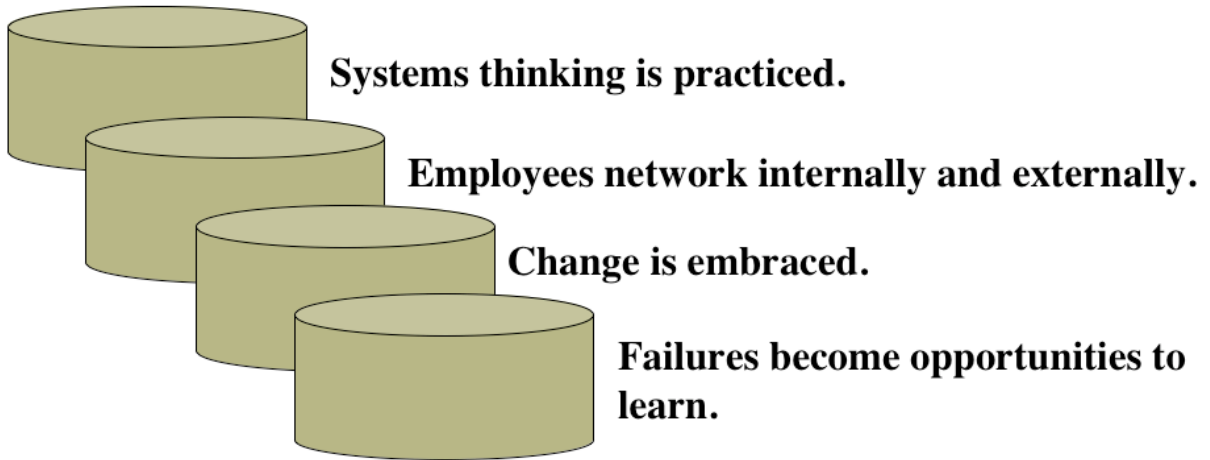 Systems thinking is practiced.
Employees network internally and externally.
Change is embraced.
Failures become opportunities to
learn.